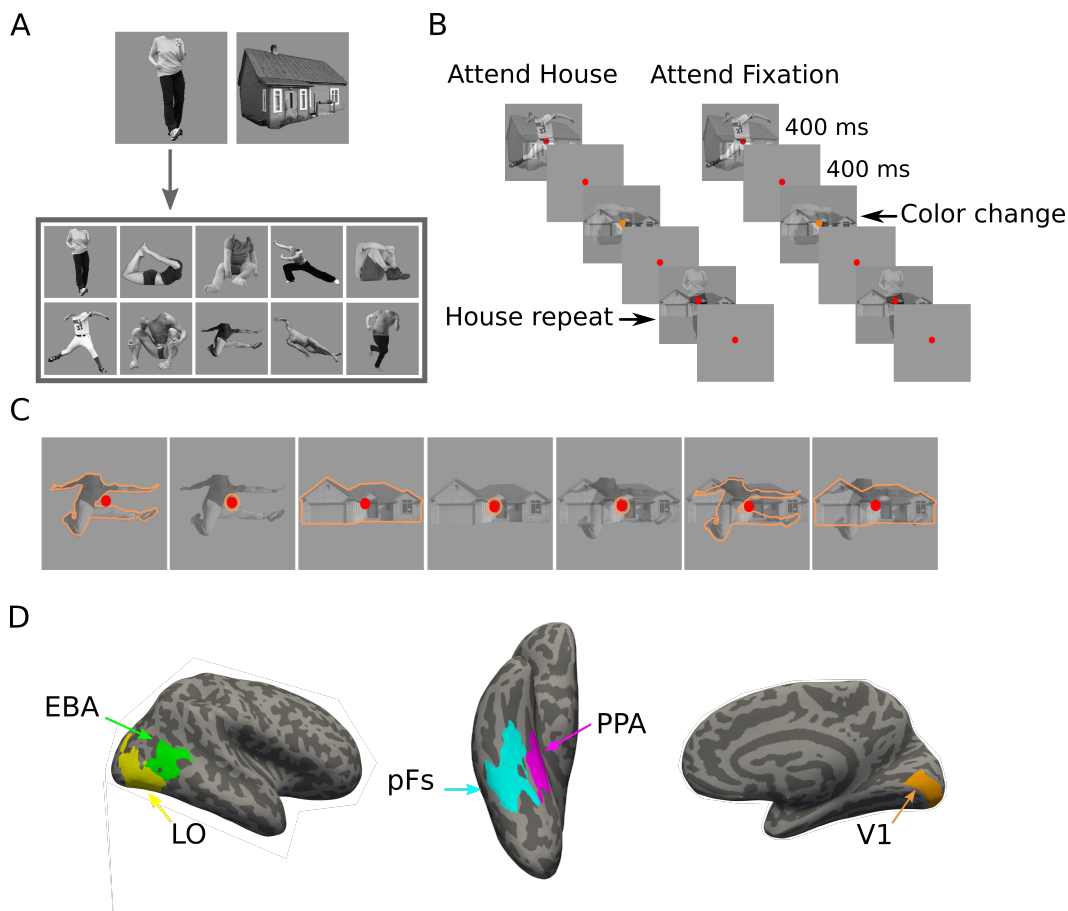 A
B
Attend House
Attend Fixation
400 ms
400 ms
Color change
House repeat
C
D
EBA
LO
pFs
PPA
V1